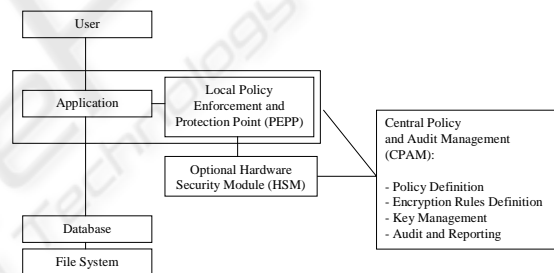 User
Application
Local Policy
Enforcement and
Protection Point (PEPP)
Optional Hardware
Security Module (HSM)
Central Policy
and Audit Management
(CPAM):
- Policy Definition
- Encryption Rules Definition
- Key Management
- Audit and Reporting
Database
File System